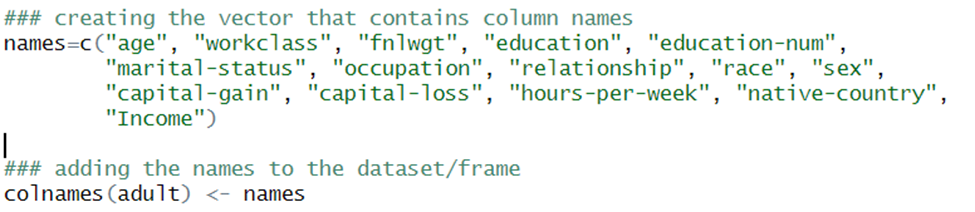 ### creating the vector that contains column names
names=c("age", "workclass", "fnlwgt", "education", "education-num",
"marital-status", "occupation", "relationship", "race", "sex",
"capital-gain", "capital-loss", "hours-per-week", "native-country",
"Income")
### adding the names to the dataset/frame
colnames(adult) <- names